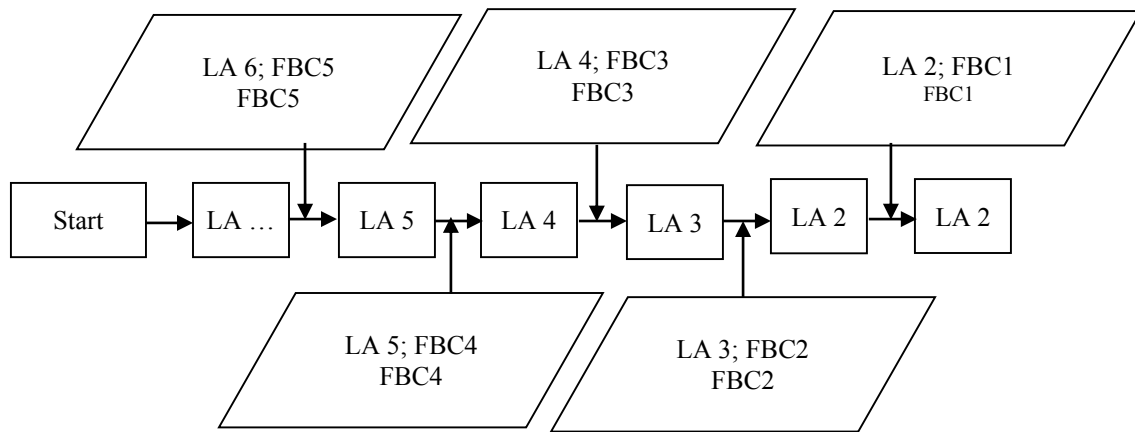 LA 6; FBC5
FBC5
LA 4; FBC3
FBC3
LA 2; FBC1
FBC1
Start
LA …
LA 5
LA 4
LA 3
LA 2
LA 2
LA 5; FBC4
FBC4
LA 3; FBC2
FBC2